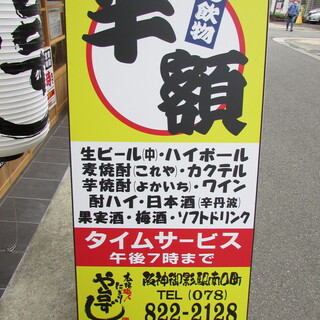 飲物
半額
生ビール(中)・ハイボール
麦焼酎(これや)・カクテル
芋焼酎(よかいち)・ワイン
酎ハイ・日本酒(辛丹波)
果実酒・梅酒・ソフトドリンク
タイムサービス
午後7時まで
阪神御影駅南口町
TEL (078)
822-2128